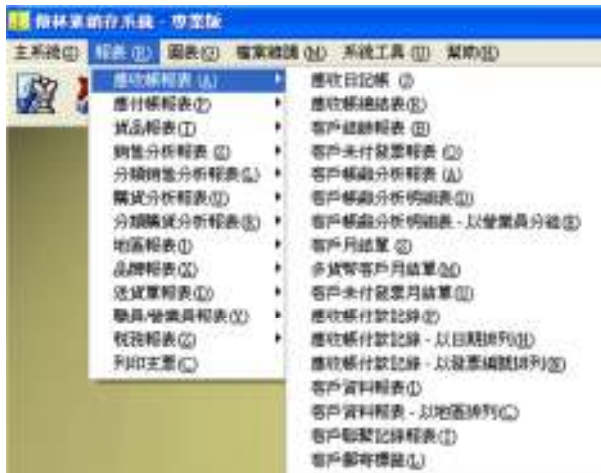 翰林進銷存系統 - 專業版
主系統(I) 報表(R) 圖表(G) 檔案維護(M) 系統工具(U) 幫助(H)
應收帳報表(A)
應付帳報表(P)
貨品報表(T)
銷售分析報表(S)
分類銷售分析報表(L)
購貨分析報表(U)
分類購貨分析報表(R)
地區報表(I)
品牌報表(X)
送貨單報表(D)
職員/營業員報表(Y)
稅務報表(Z)
列印支票(C)
應收日記帳(J)
應收帳總結表(R)
客戶結餘報表(B)
客戶未付發票報表(O)
客戶帳齡分析報表(A)
客戶帳齡分析明細表(D)
客戶帳齡分析明細表 - 以營業員分組(E)
客戶月結單(S)
多貨幣客戶月結單(M)
客戶未付發票月結單(U)
應收帳付款記錄(P)
應收帳付款記錄 - 以日期排列(H)
應收帳付款記錄 - 以發票編號排列(N)
客戶資料報表(I)
客戶資料報表 - 以地區排列(C)
客戶聯繫記錄報表(T)
客戶郵寄標籤(L)